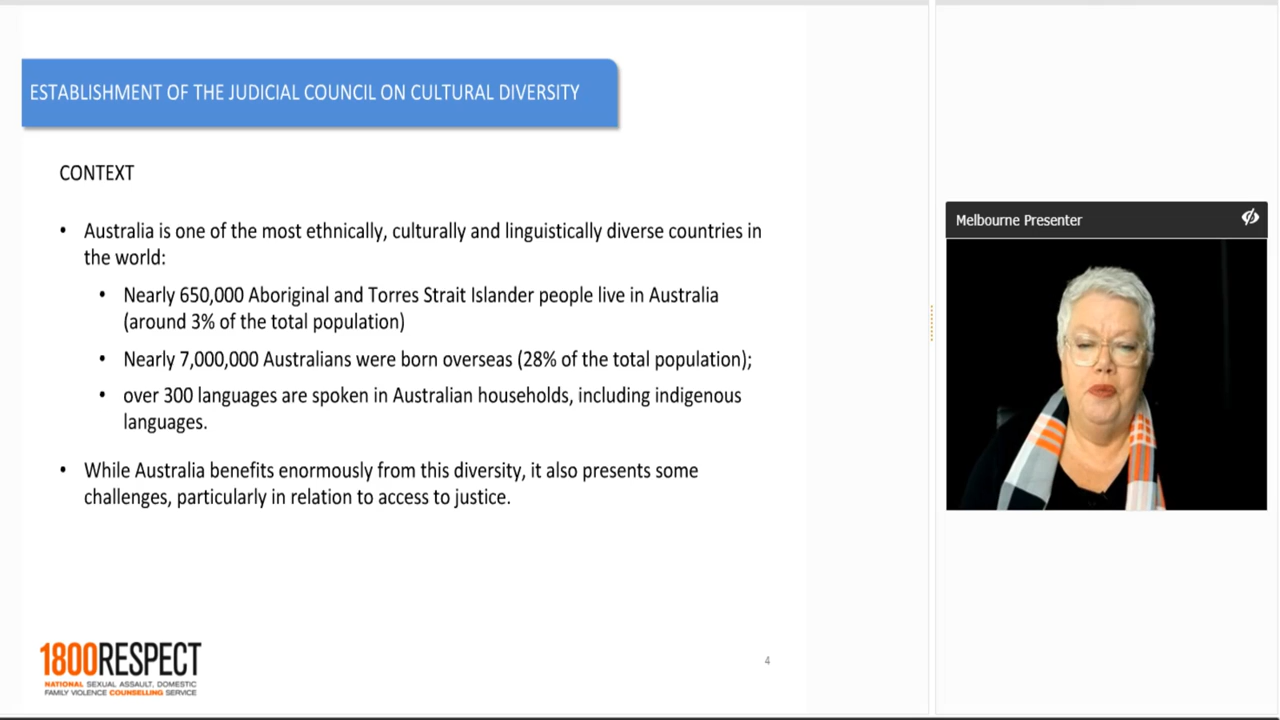 ESTABLISHMENT OF THE JUDICIAL COUNCIL ON CULTURAL DIVERSITY
CONTEXT
• Australia is one of the most ethnically, culturally and linguistically diverse countries in
the world:
• Nearly 650,000 Aboriginal and Torres Strait Islander people live in Australia
(around 3% of the total population)
• Nearly 7,000,000 Australians were born overseas (28% of the total population);
• over 300 languages are spoken in Australian households, including indigenous
languages.
• While Australia benefits enormously from this diversity, it also presents some
challenges, particularly in relation to access to justice.
1800RESPECT
NATIONAL SEXUAL ASSAULT, DOMESTIC
FAMILY VIOLENCE COUNSELLING SERVICE
4
Melbourne Presenter